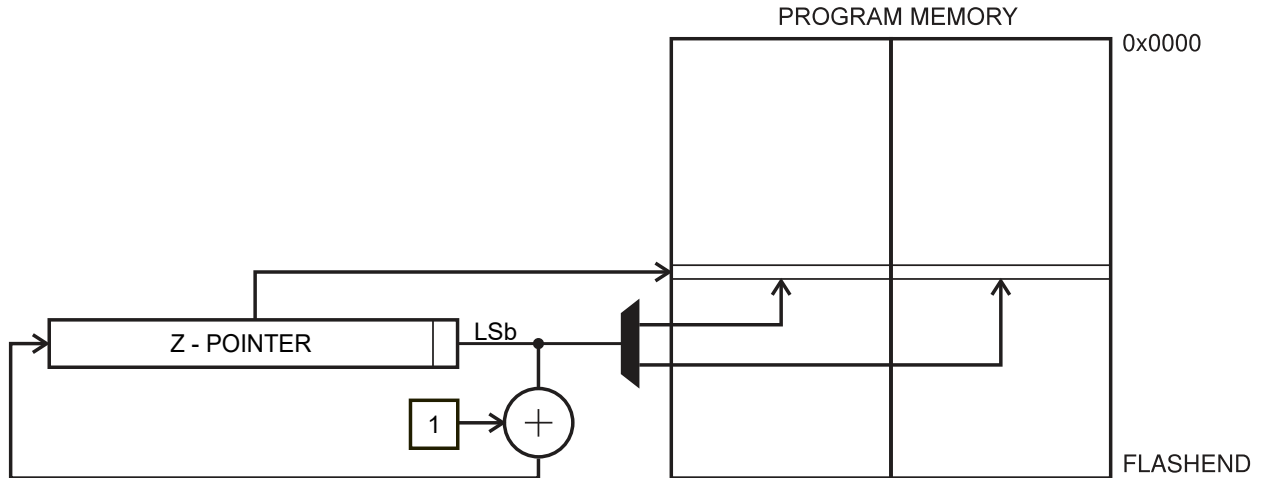 PROGRAM MEMORY
0x0000
LSb
Z - POINTER
1
FLASHEND